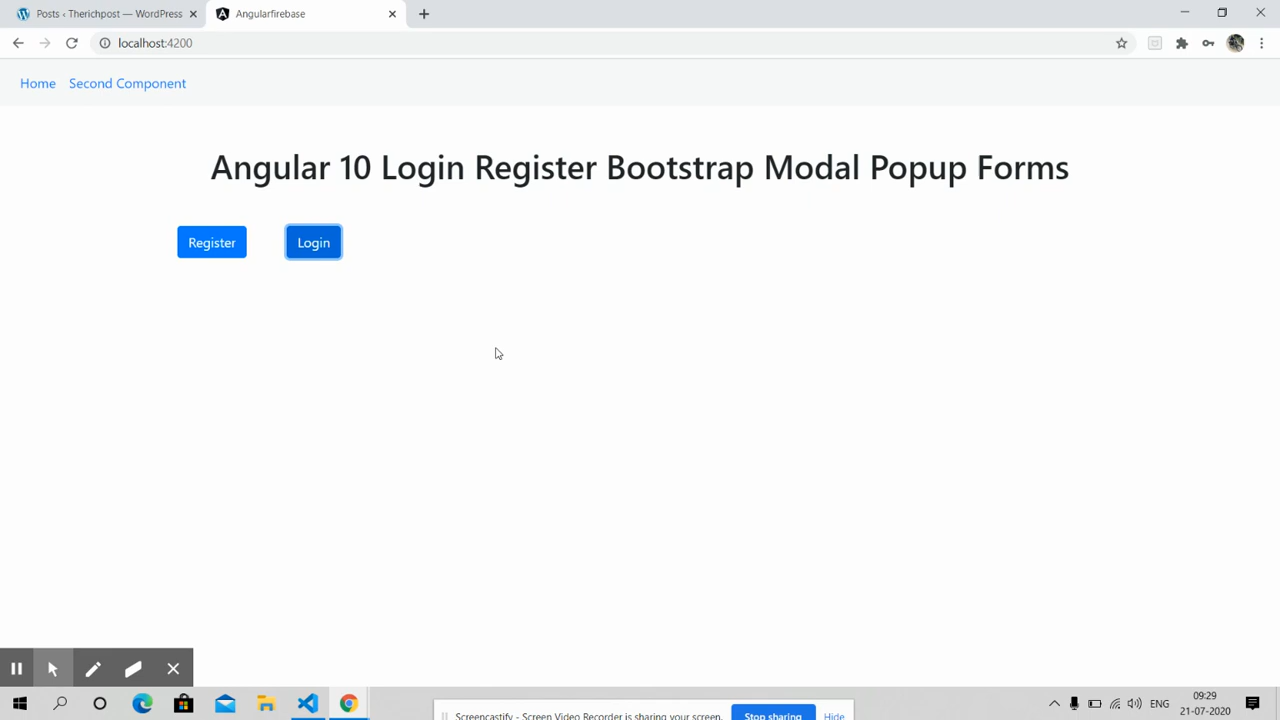 Posts ‹ Therichpost — WordPress
Angularfirebase
localhost:4200
Home Second Component
Angular 10 Login Register Bootstrap Modal Popup Forms
Register Login
09:29
ENG
21-07-2020
Screencastify - Screen Video Recorder is sharing your screen. Stop sharing Hide